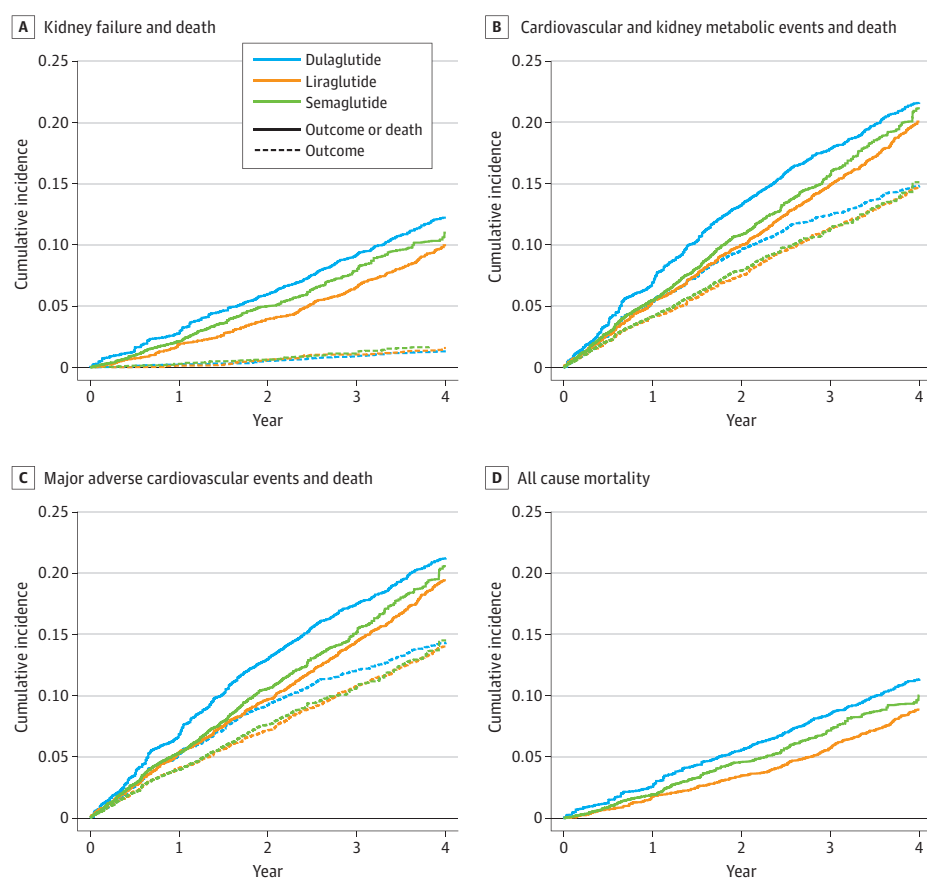 A Kidney failure and death
0.25
0.20
0.15
0.10
0.05
0
Cumulative incidence
0 1 2 3 4
Year
Dulaglutide
Liraglutide
Semaglutide
Outcome or death
Outcome
B Cardiovascular and kidney metabolic events and death
0.25
0.20
0.15
0.10
0.05
0
Cumulative incidence
0 1 2 3 4
Year
C Major adverse cardiovascular events and death
0.25
0.20
0.15
0.10
0.05
0
Cumulative incidence
0 1 2 3 4
Year
D All cause mortality
0.25
0.20
0.15
0.10
0.05
0
Cumulative incidence
0 1 2 3 4
Year